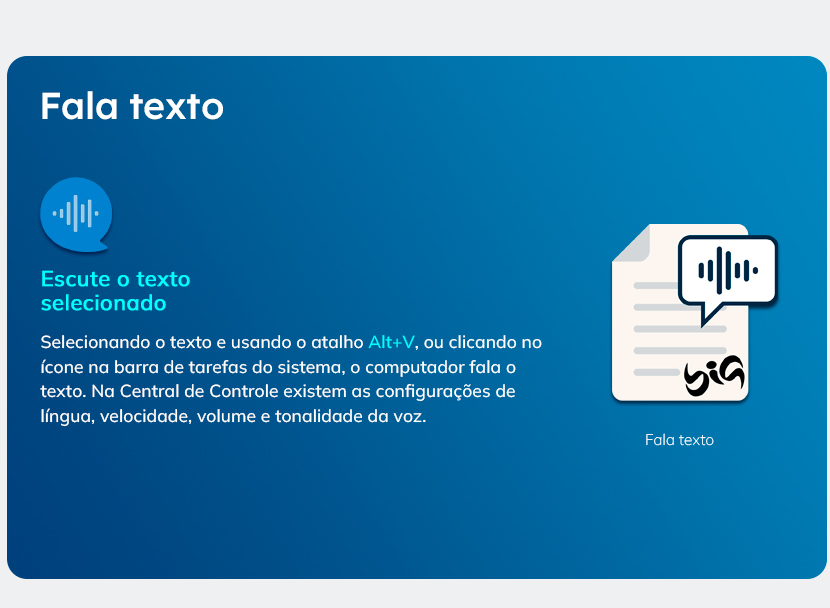 Fala texto
Escute o texto
selecionado
Selecionando o texto e usando o atalho Alt+V, ou clicando no
ícone na barra de tarefas do sistema, o computador fala o
texto. Na Central de Controle existem as configurações de
língua, velocidade, volume e tonalidade da voz.
big
Fala texto